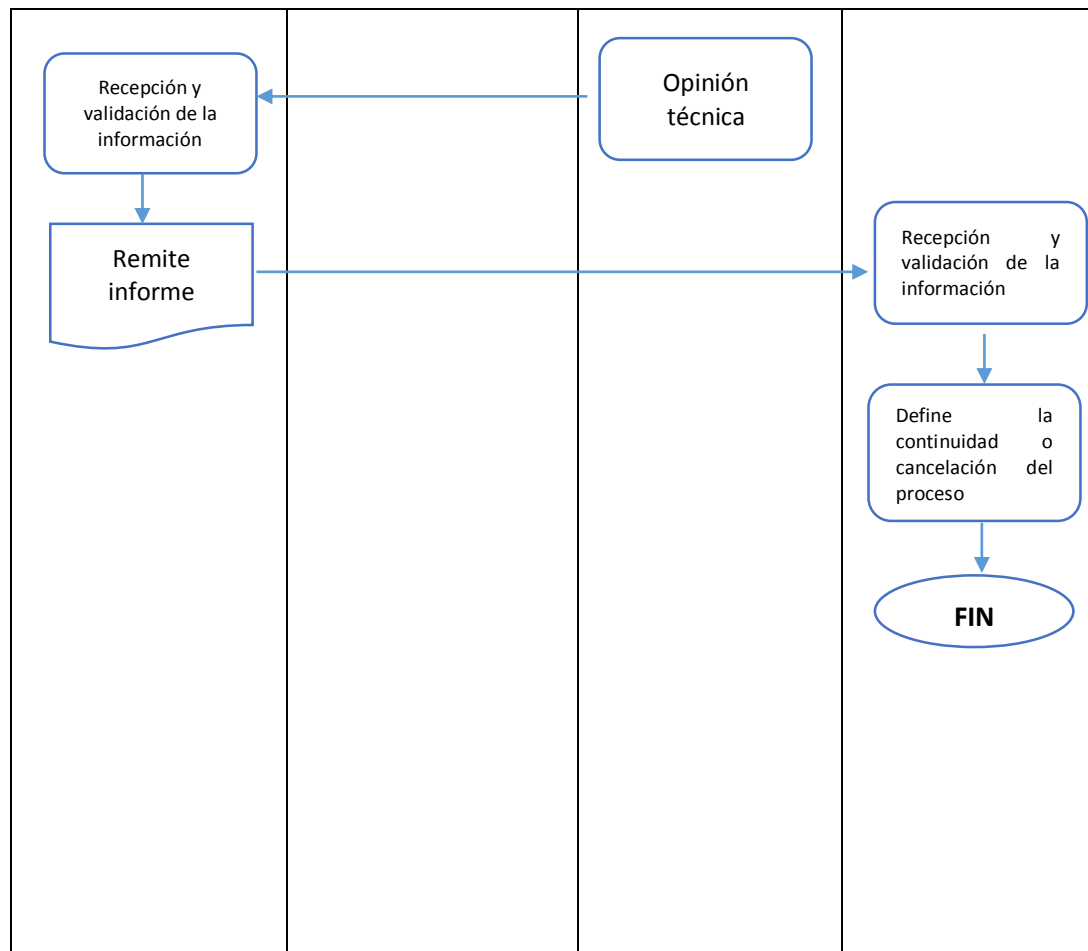 Recepción y
validación de la
información
Opinión
técnica
Remite
informe
Recepción y
validación de la
información
Define la
continuidad o
cancelación del
proceso
FIN